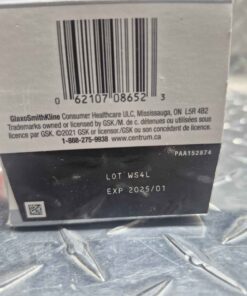 0 62107 08652 3
GlaxoSmithKline Consumer Healthcare ULC, Mississauga, ON L5R 4B2
Trademarks owned or licensed by GSK./M. de c. détenues ou utilisées sous
licence par GSK. ©2021 GSK or licensor/GSK ou son concédant de licence
1-888-275-9938 www.centrum.ca
PAA152874
LOT WS4L
EXP 2025/01